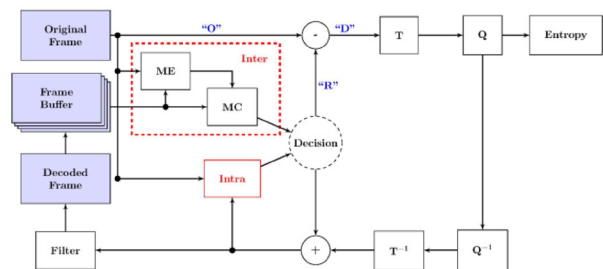 Original
Frame
"O"
-
"D"
T
Q
Entropy
Inter
ME
"R"
Frame
Buffer
MC
Decision
Decoded
Frame
Intra
Filter
+
T⁻¹
Q⁻¹